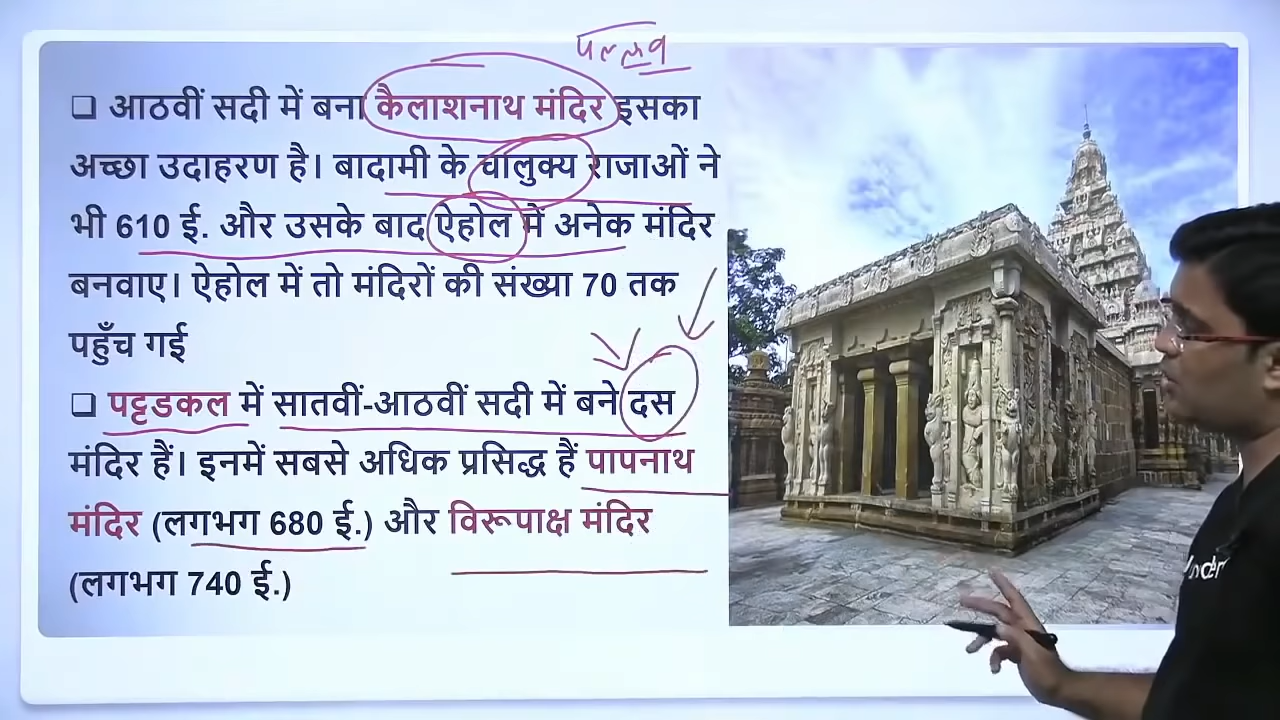 पल्लव
❑ आठवीं सदी में बना कैलाशनाथ मंदिर इसका
अच्छा उदाहरण है। बादामी के चालुक्य राजाओं ने
भी 610 ई. और उसके बाद ऐहोल में अनेक मंदिर
बनवाए। ऐहोल में तो मंदिरों की संख्या 70 तक
पहुँच गई
❑ पट्टडकल में सातवीं-आठवीं सदी में बने दस
मंदिर हैं। इनमें सबसे अधिक प्रसिद्ध हैं पापनाथ
मंदिर (लगभग 680 ई.) और विरूपाक्ष मंदिर
(लगभग 740 ई.)